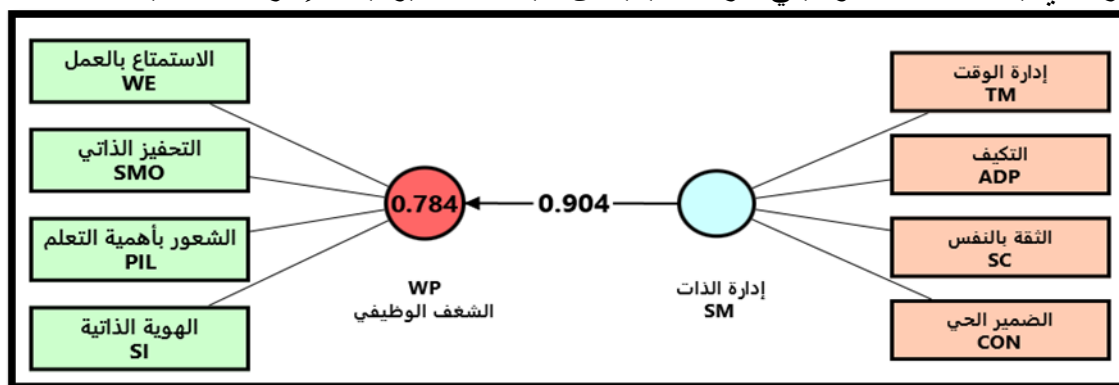 إدارة الوقت
TM
التكيف
ADP
الثقة بالنفس
SC
الضمير الحي
CON
إدارة الذات
SM
0.904
0.784
WP
الشغف الوظيفي
الاستمتاع بالعمل
WE
التحفيز الذاتي
SMO
الشعور بأهمية التعلم
PIL
الهوية الذاتية
SI